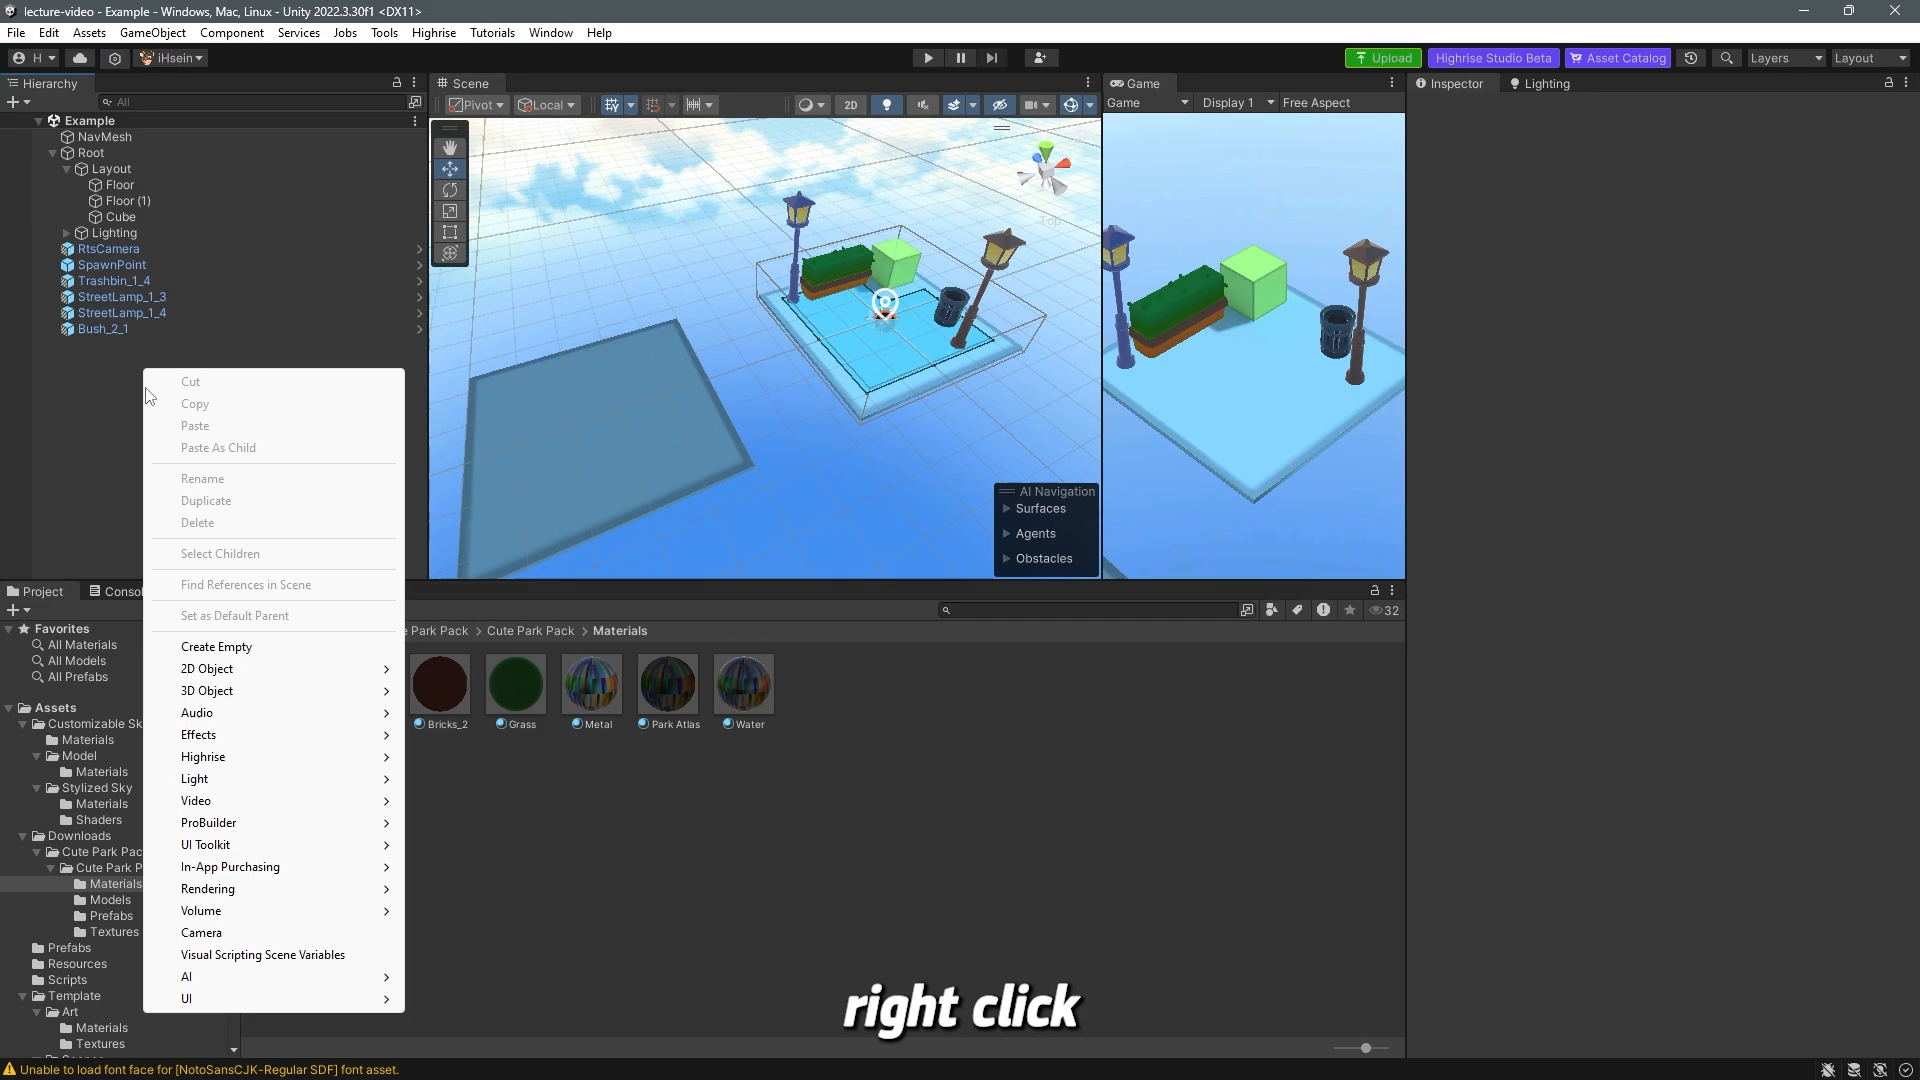 lecture-video - Example - Windows, Mac, Linux - Unity 2022.3.30f1 <DX11>
File Edit Assets GameObject Component Services Jobs Tools Highrise Tutorials Window Help
H iHsein Upload Highrise Studio Beta Asset Catalog Layers Layout
Hierarchy
All
Example
NavMesh
Root
Layout
Floor
Floor (1)
Cube
Lighting
RtsCamera
SpawnPoint
Trashbin_1_4
StreetLamp_1_3
StreetLamp_1_4
Bush_2_1
Scene
Pivot Local 2D
Top
AI Navigation
Surfaces
Agents
Obstacles
Game
Game Display 1 Free Aspect
Inspector Lighting
Cut
Copy
Paste
Paste As Child
Rename
Duplicate
Delete
Select Children
Find References in Scene
Set as Default Parent
Create Empty
2D Object
3D Object
Audio
Effects
Highrise
Light
Video
ProBuilder
UI Toolkit
In-App Purchasing
Rendering
Volume
Camera
Visual Scripting Scene Variables
AI
UI
Project Consol
32
Favorites
All Materials
All Models
All Prefabs
Assets
Customizable Sk
Materials
Model
Materials
Stylized Sky
Materials
Shaders
Downloads
Cute Park Pac
Cute Park P
Materials
Models
Prefabs
Textures
Prefabs
Resources
Scripts
Template
Art
Materials
Textures
e Park Pack > Cute Park Pack > Materials
Bricks_2 Grass Metal Park Atlas Water
right click
Unable to load font face for [NotoSansCJK-Regular SDF] font asset.